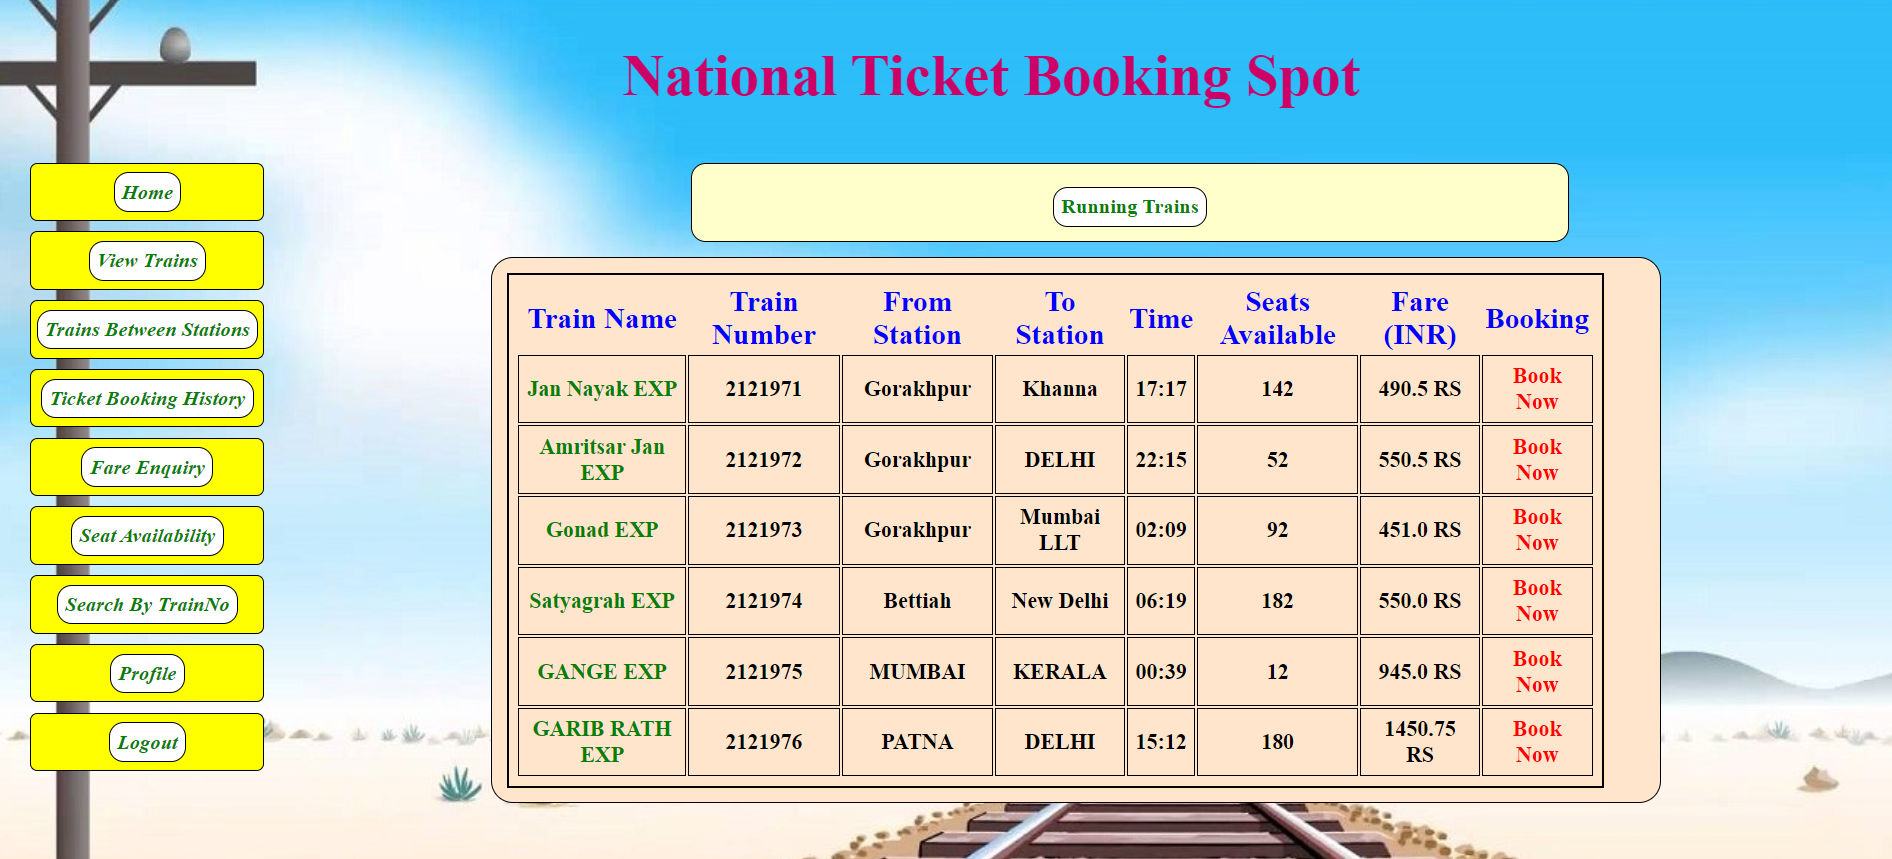 National Ticket Booking Spot
Home
View Trains
Trains Between Stations
Ticket Booking History
Fare Enquiry
Seat Availability
Search By TrainNo
Profile
Logout
Running Trains
Train Name Train Number From Station To Station Time Seats Available Fare (INR) Booking
Jan Nayak EXP 2121971 Gorakhpur Khanna 17:17 142 490.5 RS Book Now
Amritsar Jan EXP 2121972 Gorakhpur DELHI 22:15 52 550.5 RS Book Now
Gonad EXP 2121973 Gorakhpur Mumbai LLT 02:09 92 451.0 RS Book Now
Satyagrah EXP 2121974 Bettiah New Delhi 06:19 182 550.0 RS Book Now
GANGE EXP 2121975 MUMBAI KERALA 00:39 12 945.0 RS Book Now
GARIB RATH EXP 2121976 PATNA DELHI 15:12 180 1450.75 RS Book Now